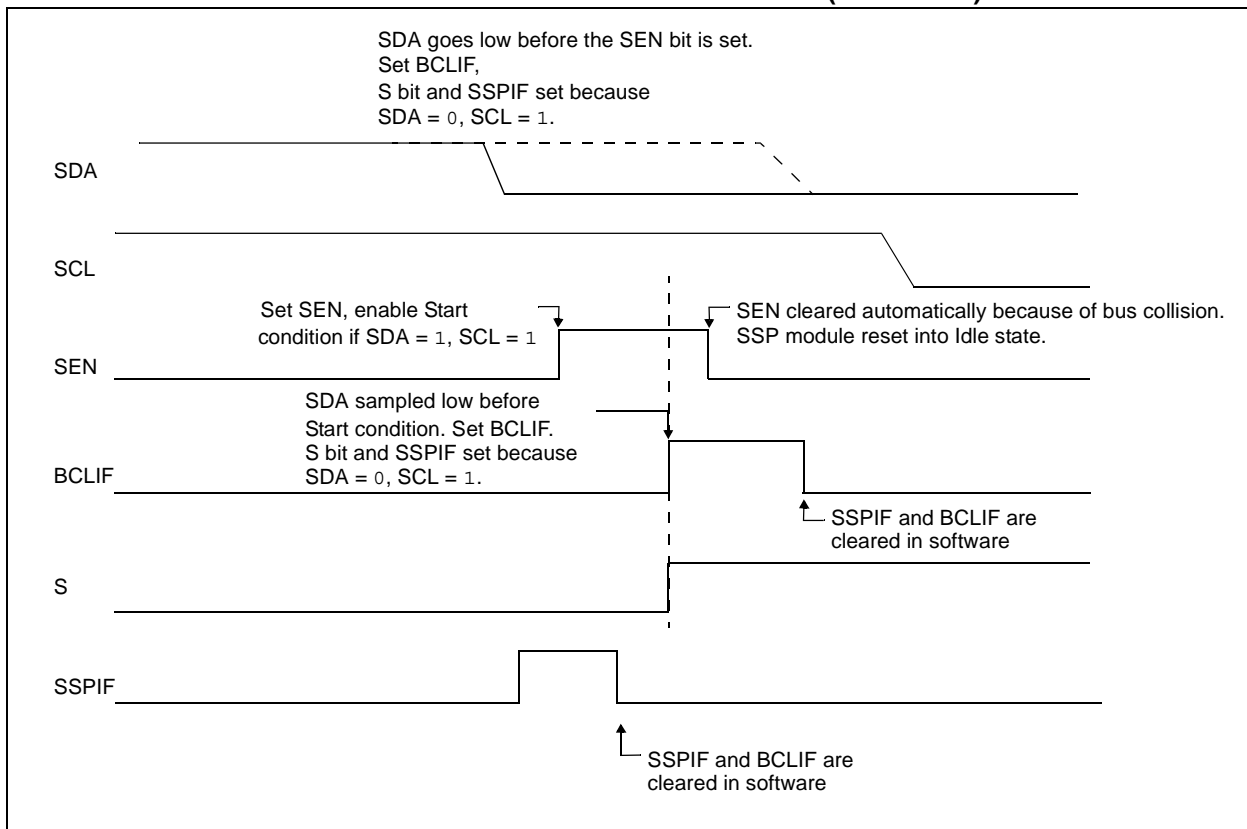 SDA goes low before the SEN bit is set.
Set BCLIF,
S bit and SSPIF set because
SDA = 0, SCL = 1.
SDA
SCL
Set SEN, enable Start
condition if SDA = 1, SCL = 1
SEN cleared automatically because of bus collision.
SSP module reset into Idle state.
SEN
SDA sampled low before
Start condition. Set BCLIF.
S bit and SSPIF set because
SDA = 0, SCL = 1.
BCLIF
SSPIF and BCLIF are
cleared in software
S
SSPIF
SSPIF and BCLIF are
cleared in software